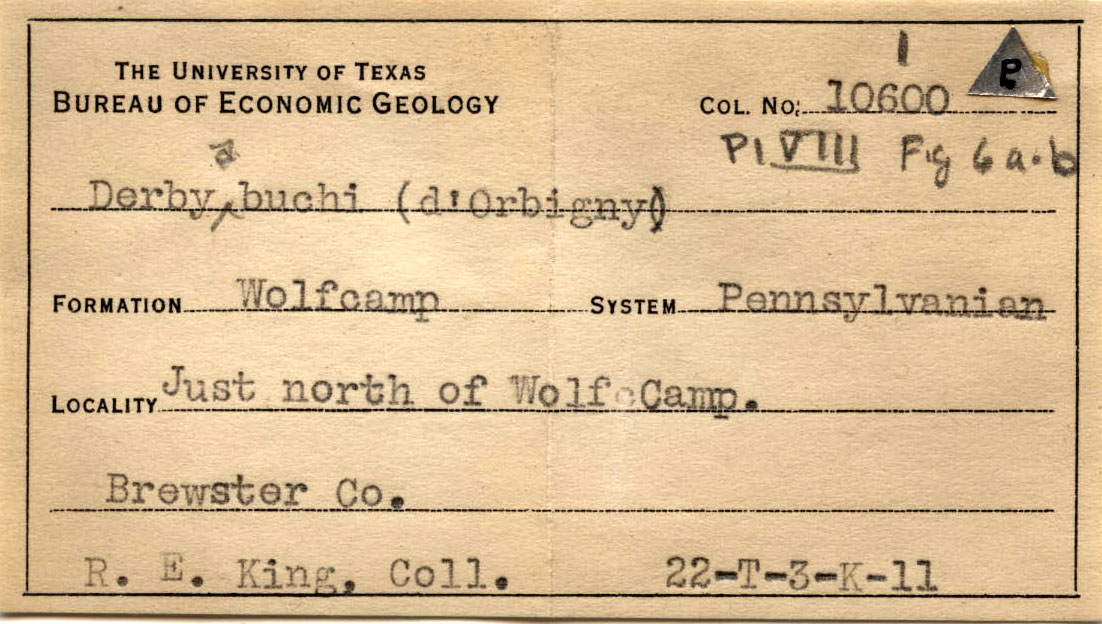 1
THE UNIVERSITY OF TEXAS
BUREAU OF ECONOMIC GEOLOGY
COL. NO. 10600
P
Pl VIII Fig 6 a-b
Derbya buchi (d'Orbigny)
FORMATION Wolfcamp SYSTEM Pennsylvanian
LOCALITY Just north of Wolf Camp.
Brewster Co.
R. E. King, Coll. 22-T-3-K-11